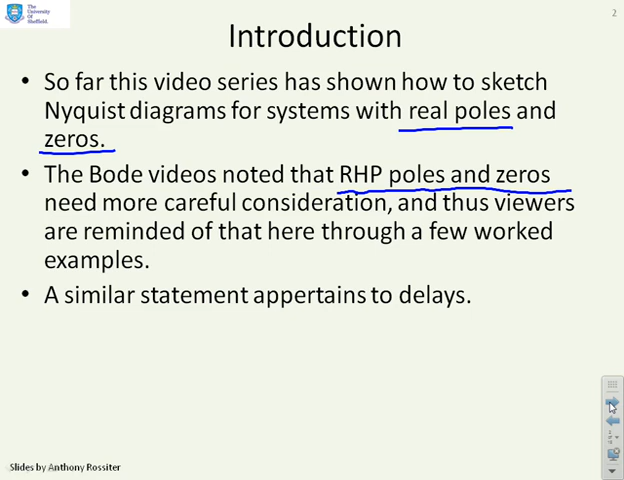 The
University
Of
Sheffield.
2
Introduction
• So far this video series has shown how to sketch
Nyquist diagrams for systems with real poles and
zeros.
• The Bode videos noted that RHP poles and zeros
need more careful consideration, and thus viewers
are reminded of that here through a few worked
examples.
• A similar statement appertains to delays.
Slides by Anthony Rossiter